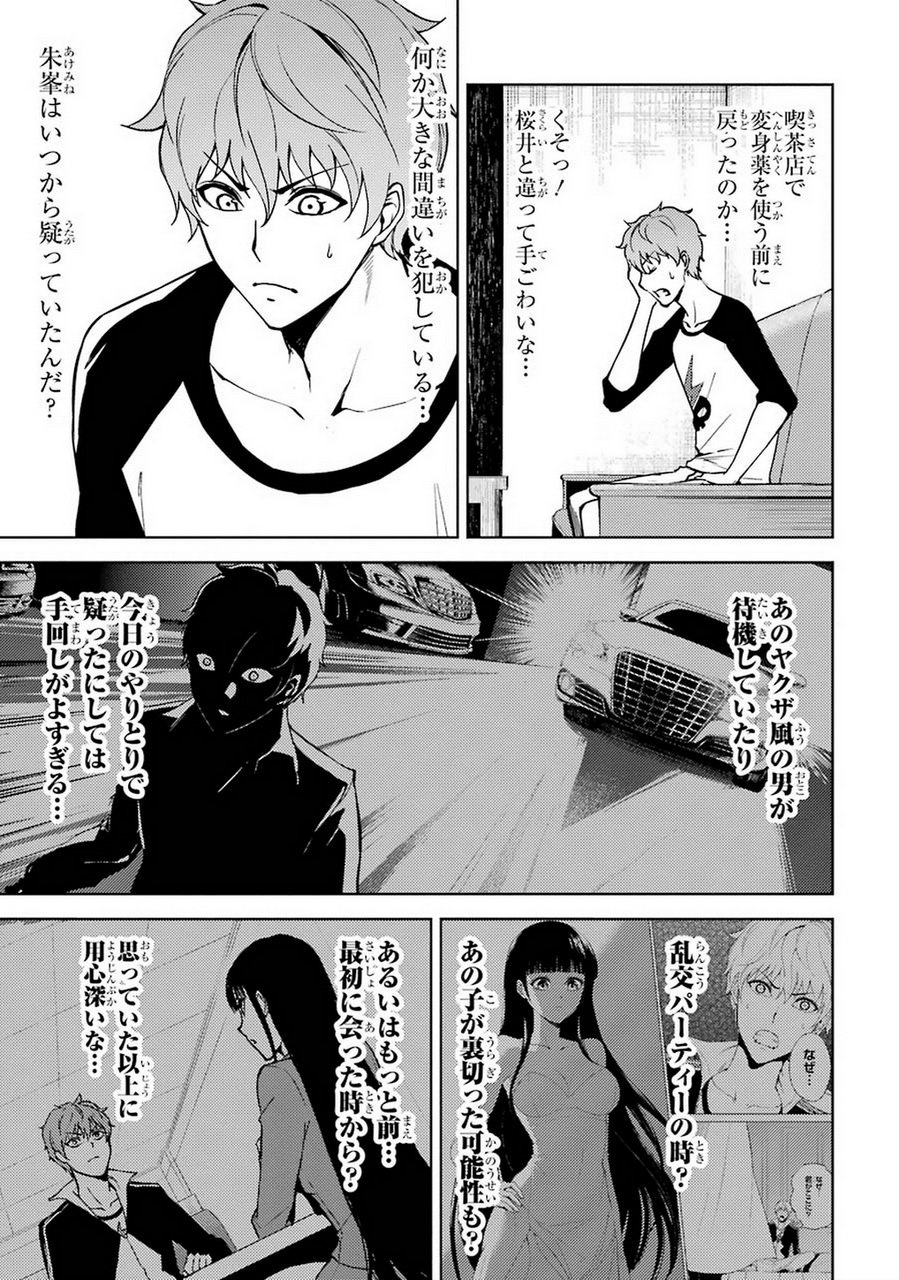 喫茶店で
変身薬を使う前に
戻ったのか…
くそっ!
桜井と違って手ごわいな…
何か大きな間違いを犯している…
朱峯はいつから疑っていたんだ?
あのヤクザ風の男が
待機していたり
今日のやりとりで
疑ったにしては
手回しがよすぎる…
なぜ…
乱交パーティーの時?
あの子が裏切った可能性も?
あるいはもっと前…
最初に会った時から?
思っていた以上に
用心深いな…